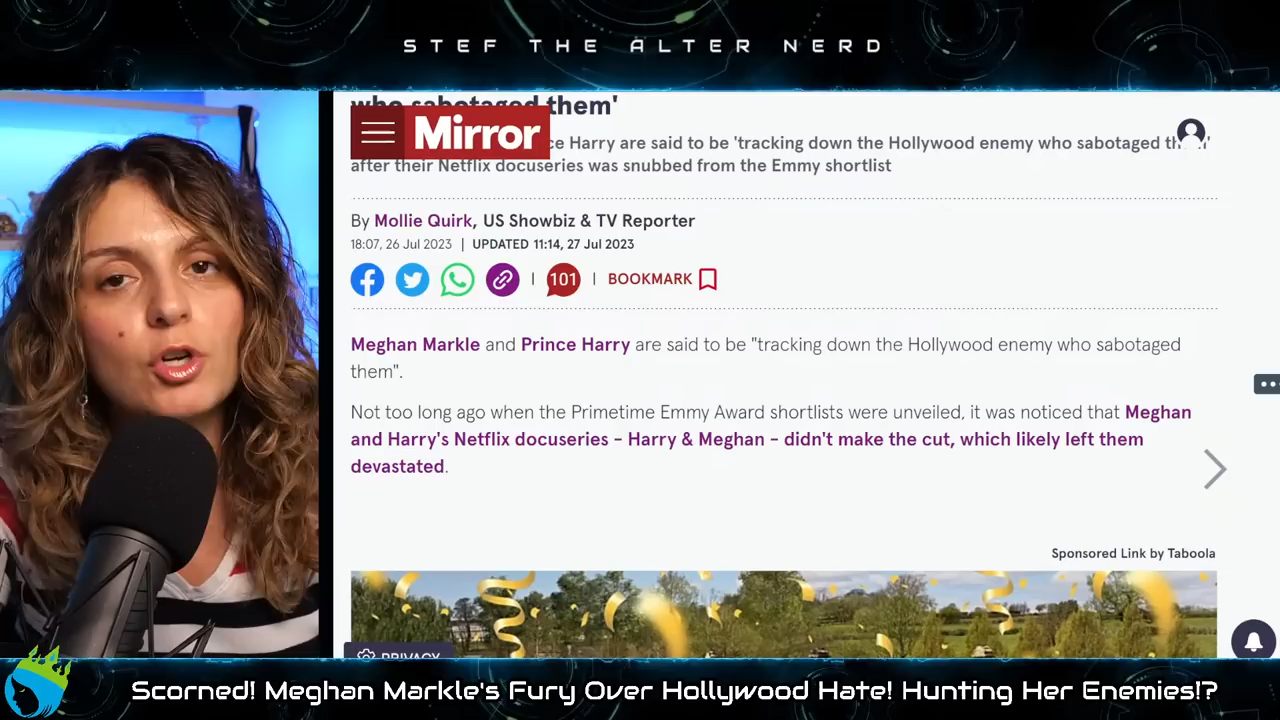 STEF THE ALTER NERD
who sabotaged them'
Mirror
ce Harry are said to be 'tracking down the Hollywood enemy who sabotaged
after their Netflix docuseries was snubbed from the Emmy shortlist
By Mollie Quirk, US Showbiz & TV Reporter
18:07, 26 Jul 2023 | UPDATED 11:14, 27 Jul 2023
101 | BOOKMARK
Meghan Markle and Prince Harry are said to be "tracking down the Hollywood enemy who sabotaged
them".
Not too long ago when the Primetime Emmy Award shortlists were unveiled, it was noticed that Meghan
and Harry's Netflix docuseries - Harry & Meghan - didn't make the cut, which likely left them
devastated.
Sponsored Link by Taboola
PRIVACY
Scorned! Meghan Markle's Fury Over Hollywood Hate! Hunting Her Enemies!?